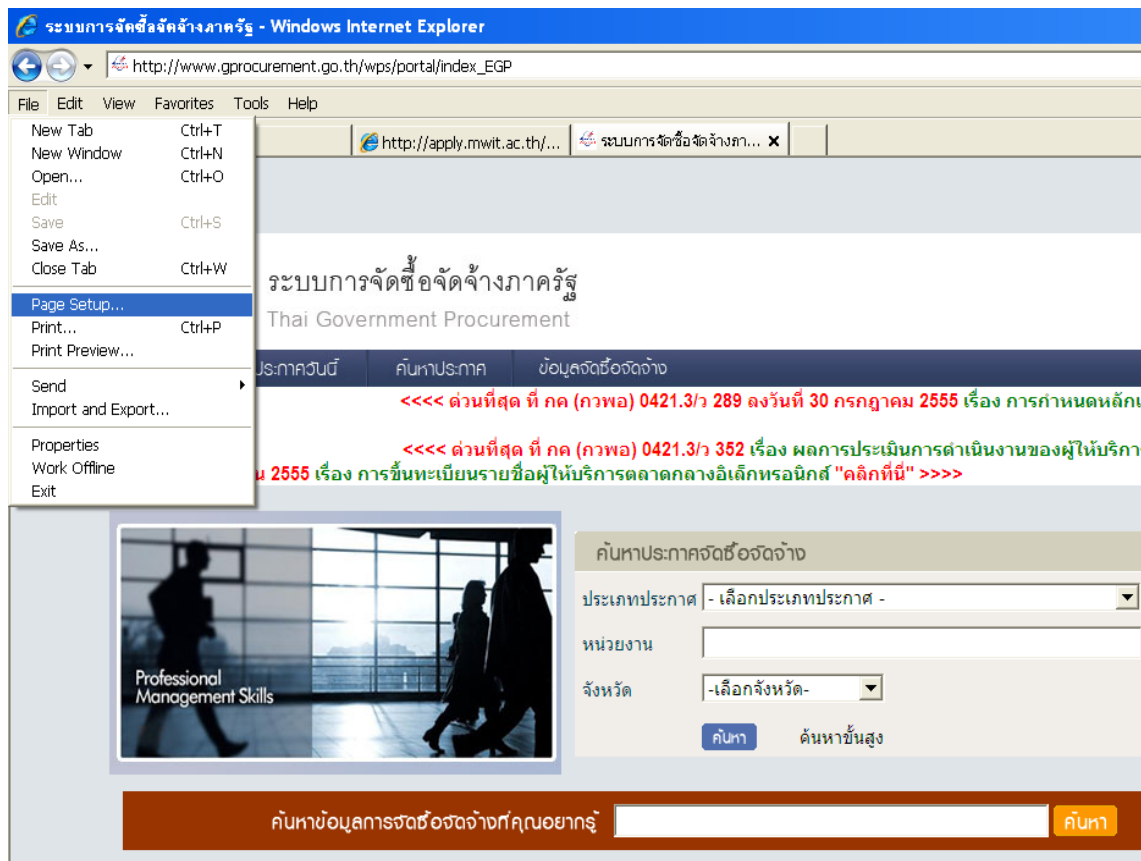 ระบบการจัดซื้อจัดจ้างภาครัฐ - Windows Internet Explorer
http://www.gprocurement.go.th/wps/portal/index_EGP
File Edit View Favorites Tools Help
http://apply.mwit.ac.th/... ระบบการจัดซื้อจัดจ้างภา...
New Tab Ctrl+T
New Window Ctrl+N
Open... Ctrl+O
Edit
Save Ctrl+S
Save As...
Close Tab Ctrl+W
Page Setup...
Print... Ctrl+P
Print Preview...
Send
Import and Export...
Properties
Work Offline
Exit
ระบบการจัดซื้อจัดจ้างภาครัฐ
Thai Government Procurement
ประกาศวันนี้ ค้นหาประกาศ ข้อมูลจัดซื้อจัดจ้าง
<<<< ด่วนที่สุด ที่ กค (กวพอ) 0421.3/ว 289 ลงวันที่ 30 กรกฎาคม 2555 เรื่อง การกำหนดหลัก
<<<< ด่วนที่สุด ที่ กค (กวพอ) 0421.3/ว 352 เรื่อง ผลการประเมินการดำเนินงานของผู้ให้บริกา
น 2555 เรื่อง การขึ้นทะเบียนรายชื่อผู้ให้บริการตลาดกลางอิเล็กทรอนิกส์ "คลิกที่นี่" >>>>
Professional
Management Skills
ค้นหาประกาศจัดซื้อจัดจ้าง
ประเภทประกาศ - เลือกประเภทประกาศ -
หน่วยงาน
จังหวัด -เลือกจังหวัด-
ค้นหา ค้นหาขั้นสูง
ค้นหาข้อมูลการจัดซื้อจัดจ้างที่คุณอยากรู้ ค้นหา